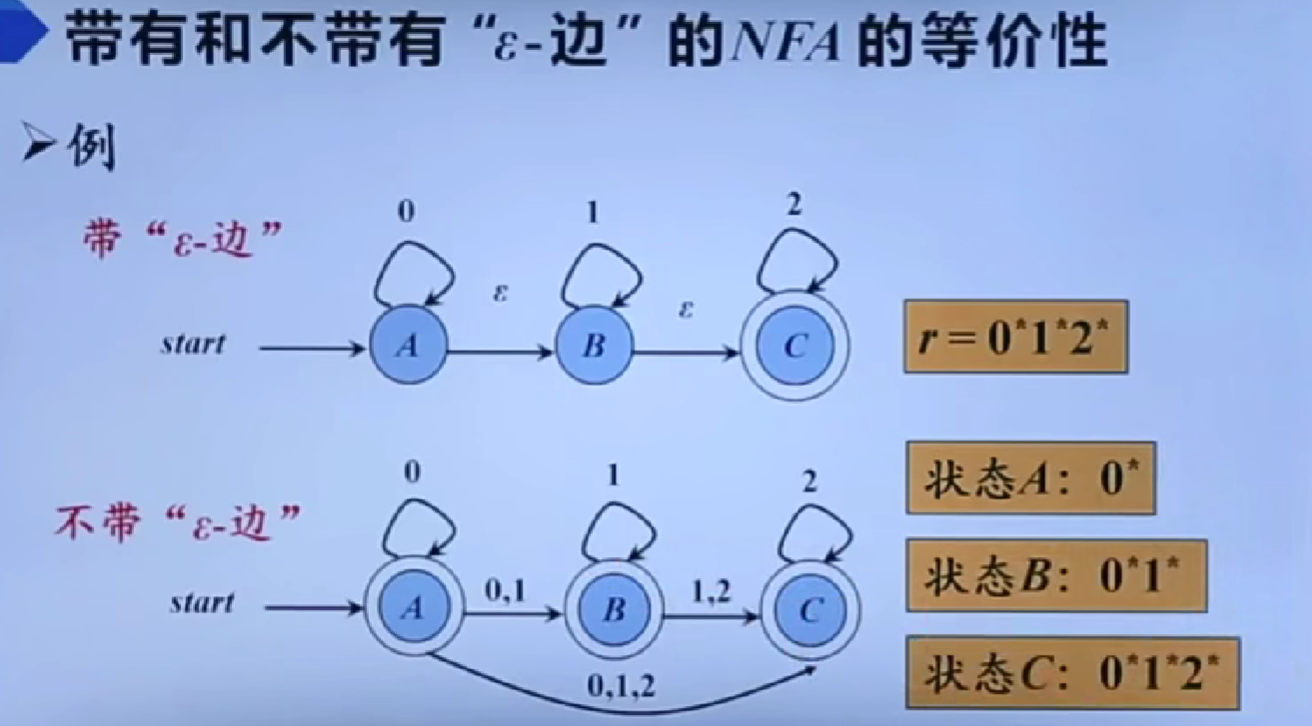 带有和不带有“ε-边”的NFA的等价性
例
带“ε-边”
0 1 2
start A ε B ε C
r = 0*1*2*
不带“ε-边”
0 1 2
start A 0,1 B 1,2 C
0,1,2
状态A：0*
状态B：0*1*
状态C：0*1*2*